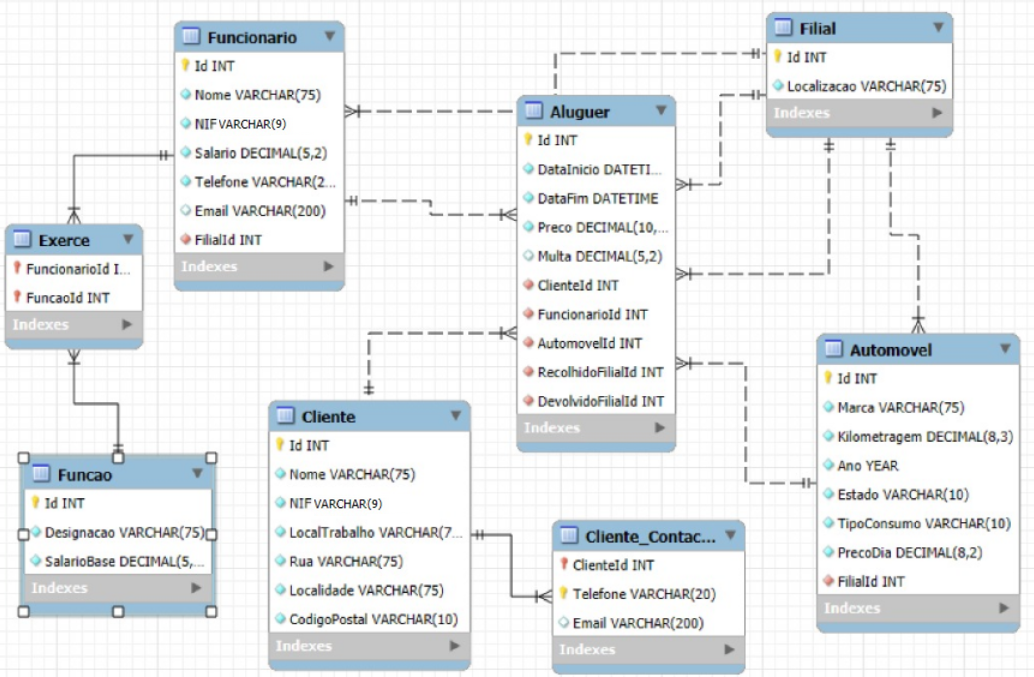 Funcionario
Id INT
Nome VARCHAR(75)
NIF VARCHAR(9)
Salario DECIMAL(5,2)
Telefone VARCHAR(2...
Email VARCHAR(200)
FilialId INT
Indexes
Filial
Id INT
Localizacao VARCHAR(75)
Indexes
Aluguer
Id INT
DataInicio DATETI...
DataFim DATETIME
Preco DECIMAL(10,...
Multa DECIMAL(5,2)
ClienteId INT
FuncionarioId INT
AutomovelId INT
RecolhidoFilialId INT
DevolvidoFilialId INT
Indexes
Exerce
FuncionarioId I...
FuncaoId INT
Indexes
Automovel
Id INT
Marca VARCHAR(75)
Kilometragem DECIMAL(8,3)
Ano YEAR
Estado VARCHAR(10)
TipoConsumo VARCHAR(10)
PrecoDia DECIMAL(8,2)
FilialId INT
Indexes
Cliente
Id INT
Nome VARCHAR(75)
NIF VARCHAR(9)
LocalTrabalho VARCHAR(7...
Rua VARCHAR(75)
Localidade VARCHAR(75)
CodigoPostal VARCHAR(10)
Indexes
Funcao
Id INT
Designacao VARCHAR(75)
SalarioBase DECIMAL(5,...
Indexes
Cliente_Contac...
ClienteId INT
Telefone VARCHAR(20)
Email VARCHAR(200)
Indexes